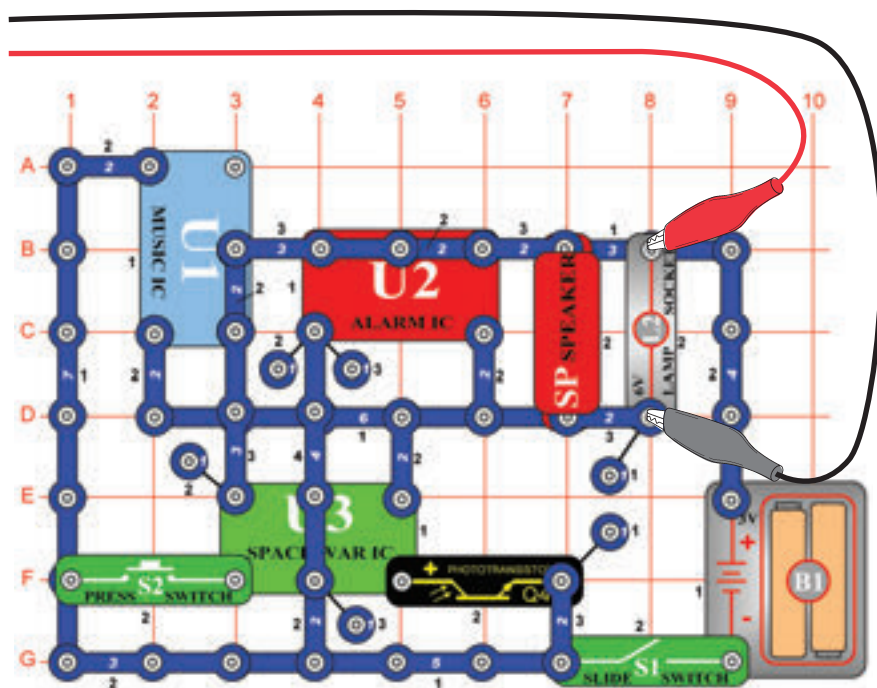 1 2 3 4 5 6 7 8 9 10
A
B
C
D
E
F
G
U1
MUSIC IC
U2
ALARM IC
SP SPEAKER
6V LAMP SOCKET
U3
SPACE WAR IC
S2
PRESS SWITCH
+ PHOTOTRANSISTOR
Q4
3V
+
-
B1
S1
SLIDE SWITCH